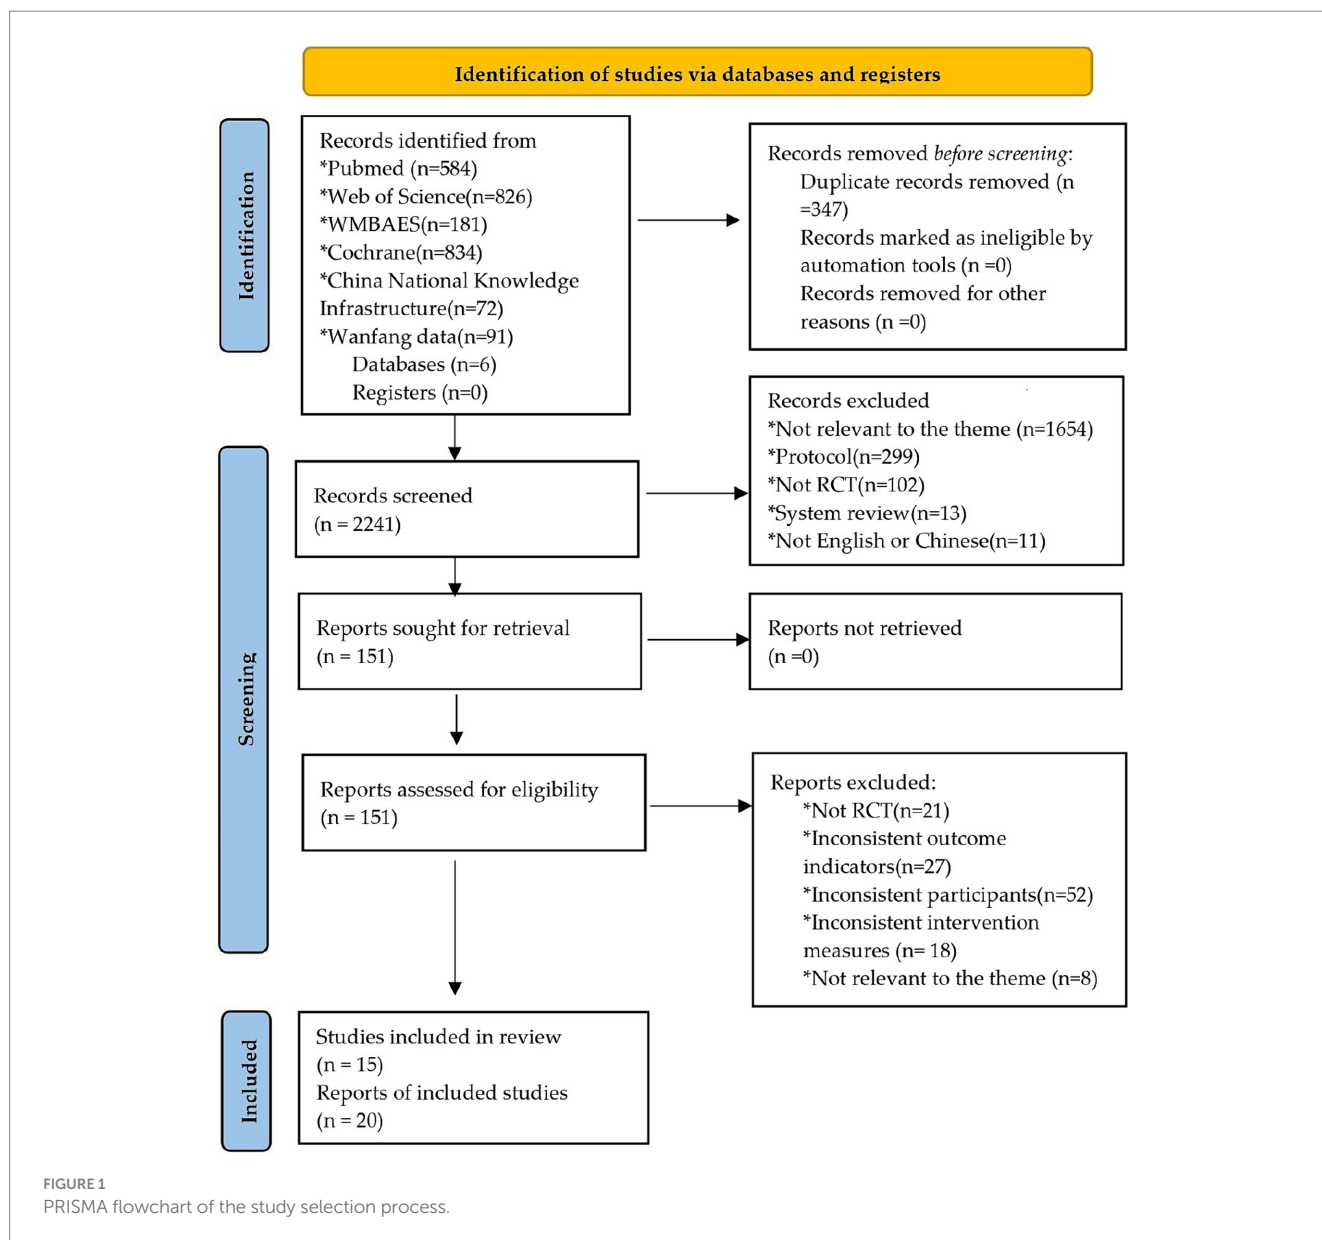 Identification of studies via databases and registers
Identification
Records identified from
*Pubmed (n=584)
*Web of Science(n=826)
*WMBAES(n=181)
*Cochrane(n=834)
*China National Knowledge
Infrastructure(n=72)
*Wanfang data(n=91)
Databases (n=6)
Registers (n=0)
Records removed before screening:
Duplicate records removed (n
=347)
Records marked as ineligible by
automation tools (n =0)
Records removed for other
reasons (n =0)
Screening
Records screened
(n = 2241)
Records excluded
*Not relevant to the theme (n=1654)
*Protocol(n=299)
*Not RCT(n=102)
*System review(n=13)
*Not English or Chinese(n=11)
Reports sought for retrieval
(n = 151)
Reports not retrieved
(n =0)
Reports assessed for eligibility
(n = 151)
Reports excluded:
*Not RCT(n=21)
*Inconsistent outcome
indicators(n=27)
*Inconsistent participants(n=52)
*Inconsistent intervention
measures (n= 18)
*Not relevant to the theme (n=8)
Included
Studies included in review
(n = 15)
Reports of included studies
(n = 20)
FIGURE 1
PRISMA flowchart of the study selection process.